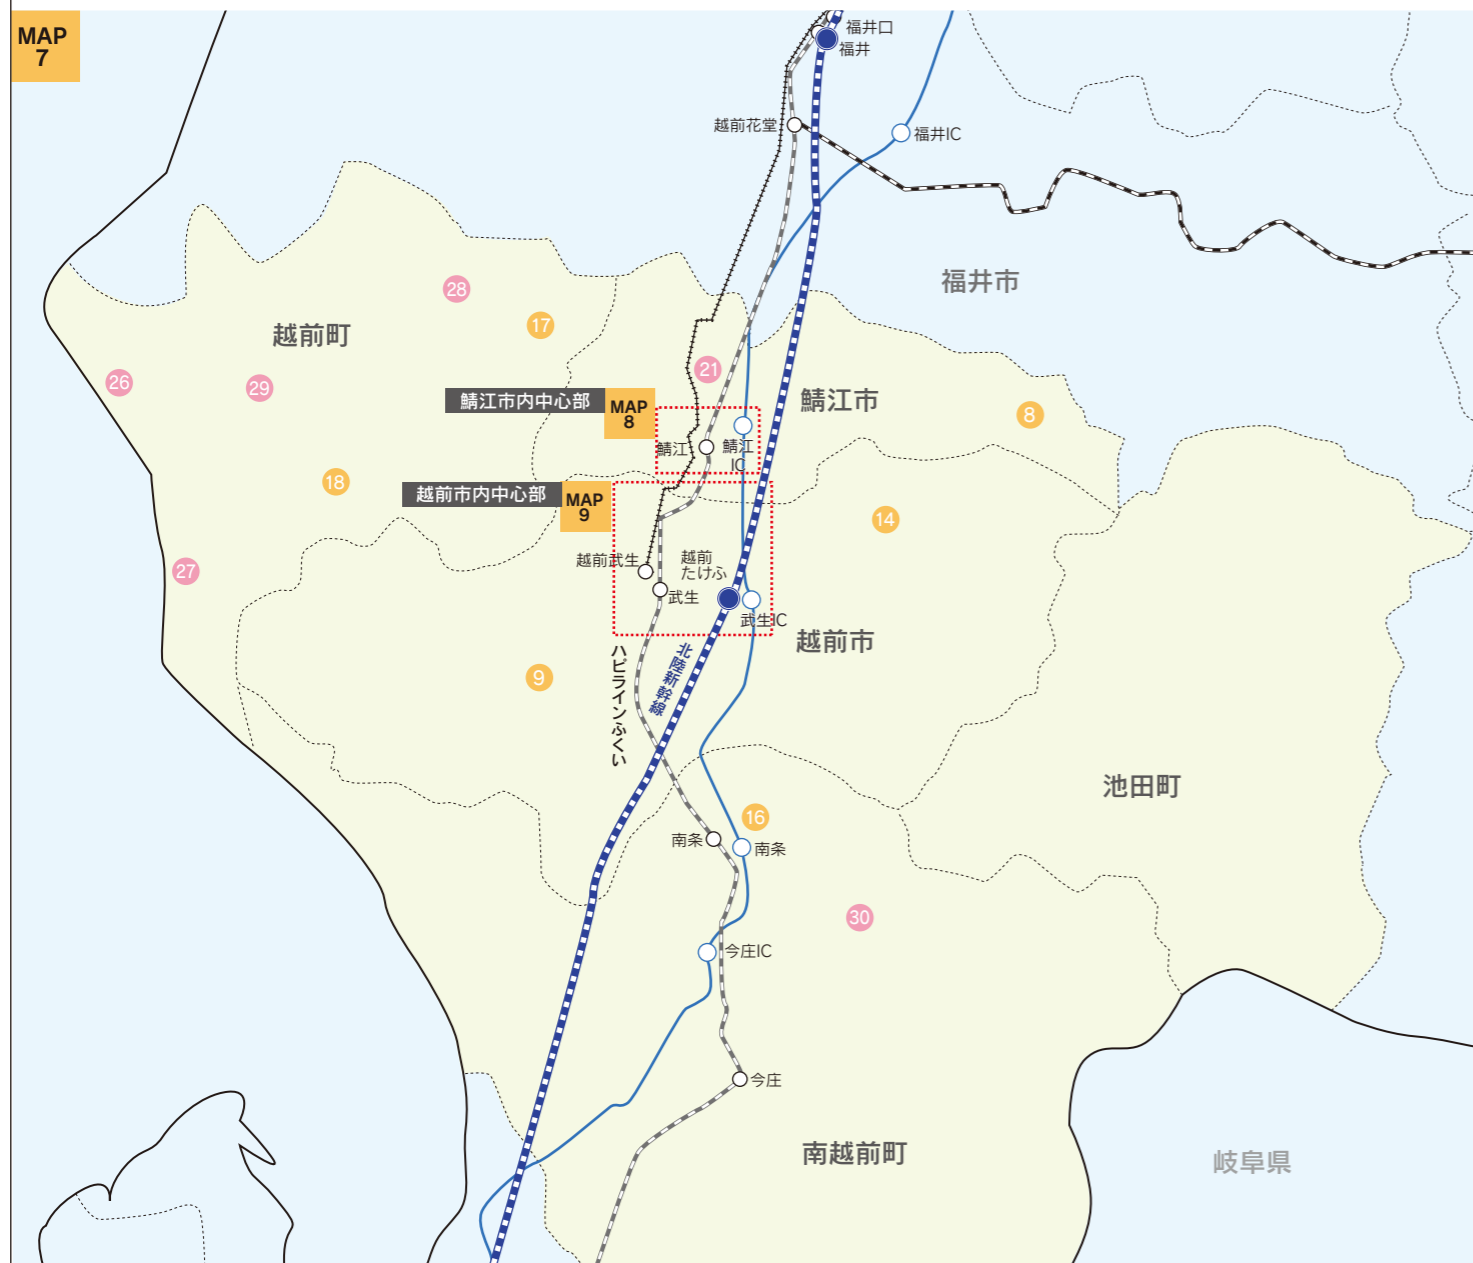 MAP
7
福井口
福井
越前花堂
福井IC
福井市
28
17
越前町
26
29
21
鯖江市内中心部
MAP
8
鯖江市
8
鯖江
鯖江
IC
18
越前市内中心部
MAP
9
14
27
越前武生
越前
たけふ
武生
武生IC
越前市
9
ハピラインふくい
北陸新幹線
池田町
16
南条
南条
30
今庄IC
今庄
南越前町
岐阜県